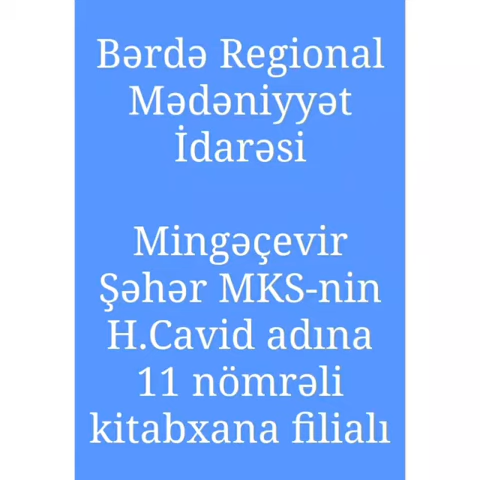 Bərdə Regional
Mədəniyyət
İdarəsi
Mingəçevir
Şəhər MKS-nin
H.Cavid adına
11 nömrəli
kitabxana filialı